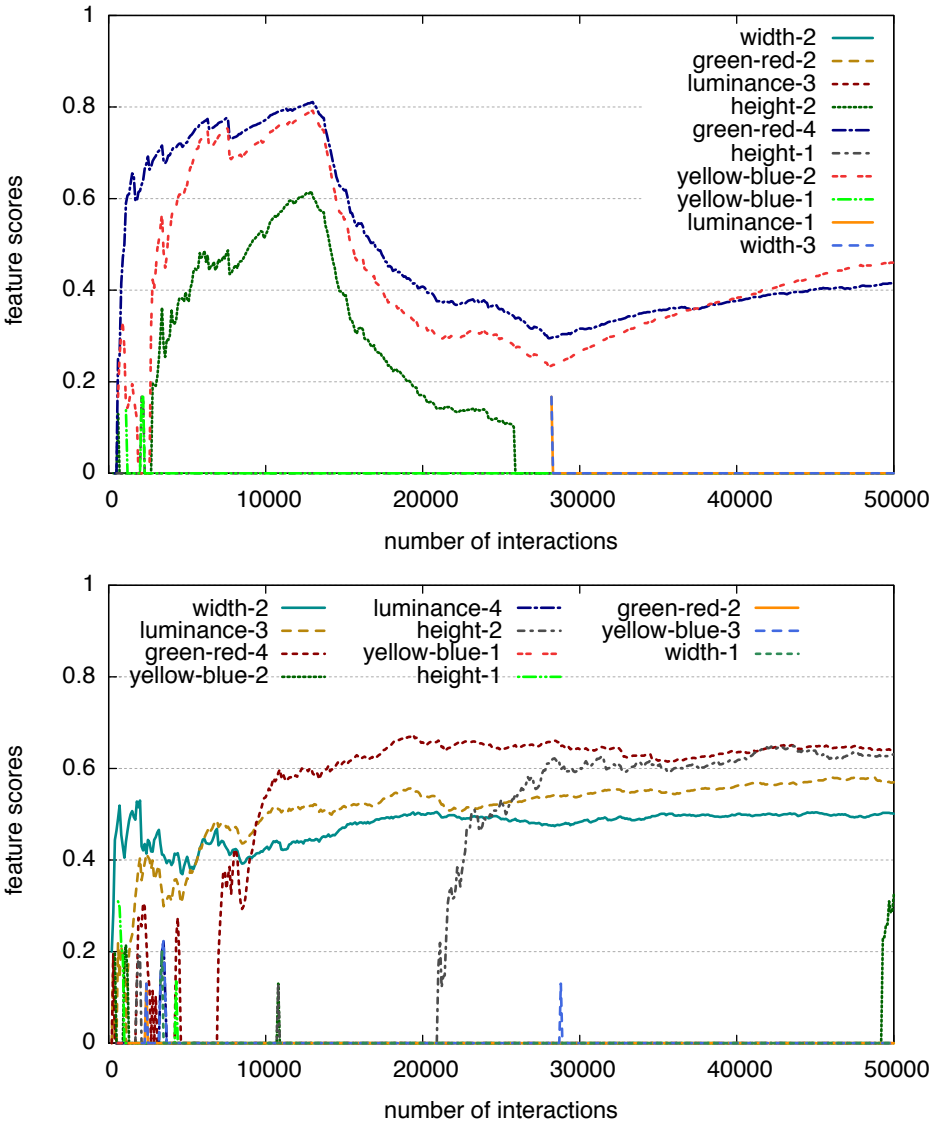 1
0.8
0.6
0.4
0.2
0
feature scores
width-2
green-red-2
luminance-3
height-2
green-red-4
height-1
yellow-blue-2
yellow-blue-1
luminance-1
width-3
0 10000 20000 30000 40000 50000
number of interactions
1
0.8
0.6
0.4
0.2
0
feature scores
width-2 luminance-4 green-red-2
luminance-3 height-2 yellow-blue-3
green-red-4 yellow-blue-1 width-1
yellow-blue-2 height-1
0 10000 20000 30000 40000 50000
number of interactions